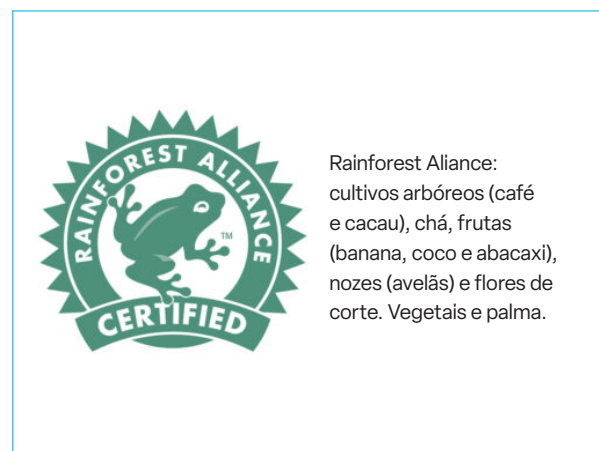 RAINFOREST ALLIANCE
TM
CERTIFIED
Rainforest Aliance:
cultivos arbóreos (café
e cacau), chá, frutas
(banana, coco e abacaxi),
nozes (avelãs) e flores de
corte. Vegetais e palma.